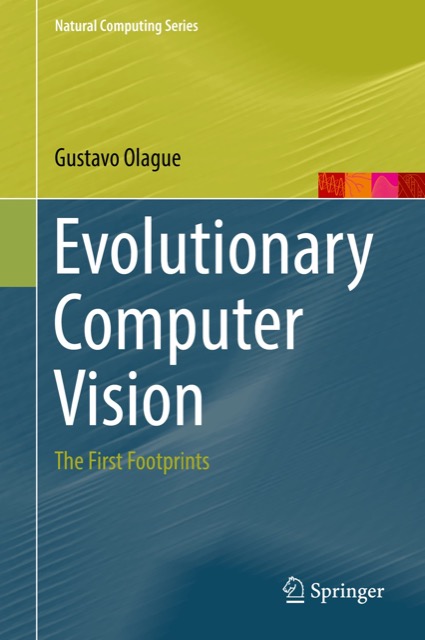 Natural Computing Series
Gustavo Olague
Evolutionary
Computer
Vision
The First Footprints
Springer